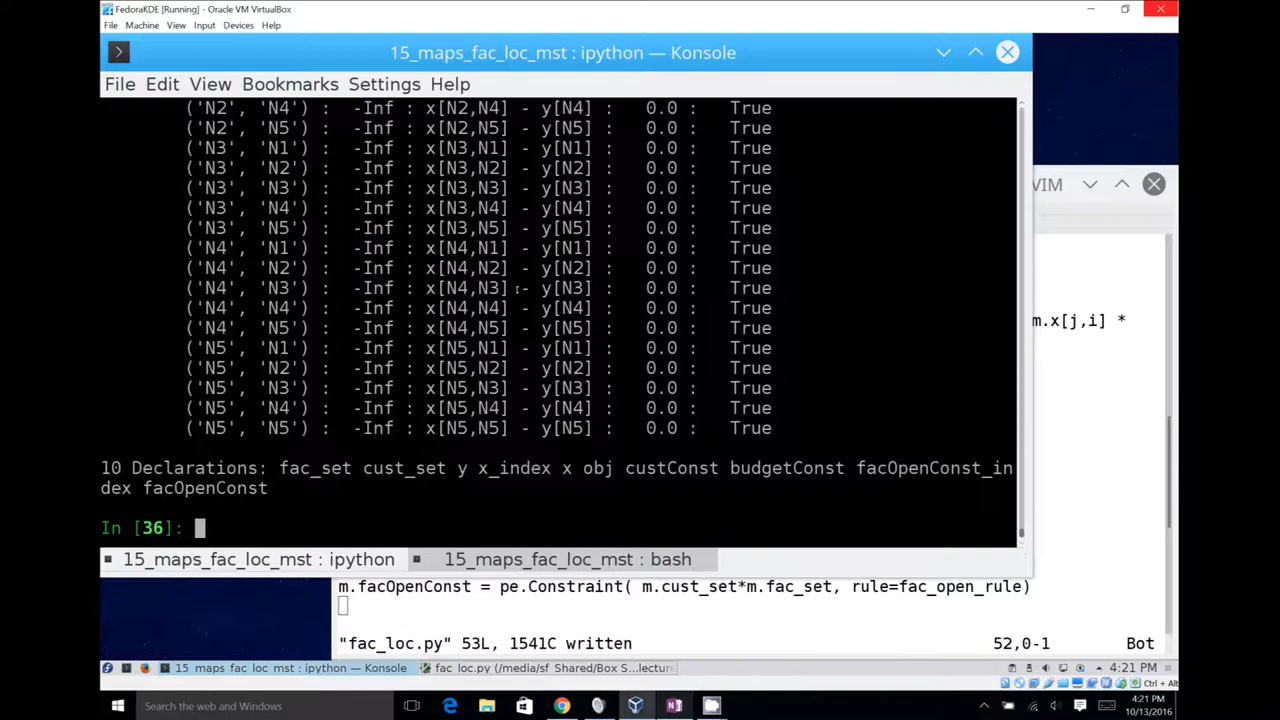 FedoraKDE [Running] - Oracle VM VirtualBox
File Machine View Input Devices Help
15_maps_fac_loc_mst : ipython — Konsole
File Edit View Bookmarks Settings Help
('N2', 'N4') : -Inf : x[N2,N4] - y[N4] : 0.0 : True
('N2', 'N5') : -Inf : x[N2,N5] - y[N5] : 0.0 : True
('N3', 'N1') : -Inf : x[N3,N1] - y[N1] : 0.0 : True
('N3', 'N2') : -Inf : x[N3,N2] - y[N2] : 0.0 : True
('N3', 'N3') : -Inf : x[N3,N3] - y[N3] : 0.0 : True
('N3', 'N4') : -Inf : x[N3,N4] - y[N4] : 0.0 : True
('N3', 'N5') : -Inf : x[N3,N5] - y[N5] : 0.0 : True
('N4', 'N1') : -Inf : x[N4,N1] - y[N1] : 0.0 : True
('N4', 'N2') : -Inf : x[N4,N2] - y[N2] : 0.0 : True
('N4', 'N3') : -Inf : x[N4,N3] - y[N3] : 0.0 : True
('N4', 'N4') : -Inf : x[N4,N4] - y[N4] : 0.0 : True
('N4', 'N5') : -Inf : x[N4,N5] - y[N5] : 0.0 : True
('N5', 'N1') : -Inf : x[N5,N1] - y[N1] : 0.0 : True
('N5', 'N2') : -Inf : x[N5,N2] - y[N2] : 0.0 : True
('N5', 'N3') : -Inf : x[N5,N3] - y[N3] : 0.0 : True
('N5', 'N4') : -Inf : x[N5,N4] - y[N4] : 0.0 : True
('N5', 'N5') : -Inf : x[N5,N5] - y[N5] : 0.0 : True
10 Declarations: fac_set cust_set y x_index x obj custConst budgetConst facOpenConst_in
dex facOpenConst
In [36]:
15_maps_fac_loc_mst : ipython
15_maps_fac_loc_mst : bash
VIM
m.x[j,i] *
m.facOpenConst = pe.Constraint( m.cust_set*m.fac_set, rule=fac_open_rule)
"fac_loc.py" 53L, 1541C written 52,0-1 Bot
15_maps_fac_loc_mst : ipython — Konsole
fac_loc.py (/media/sf_Shared/Box S...lecture
4:21 PM
Ctrl + Alt
Search the web and Windows
4:21 PM
10/13/2016